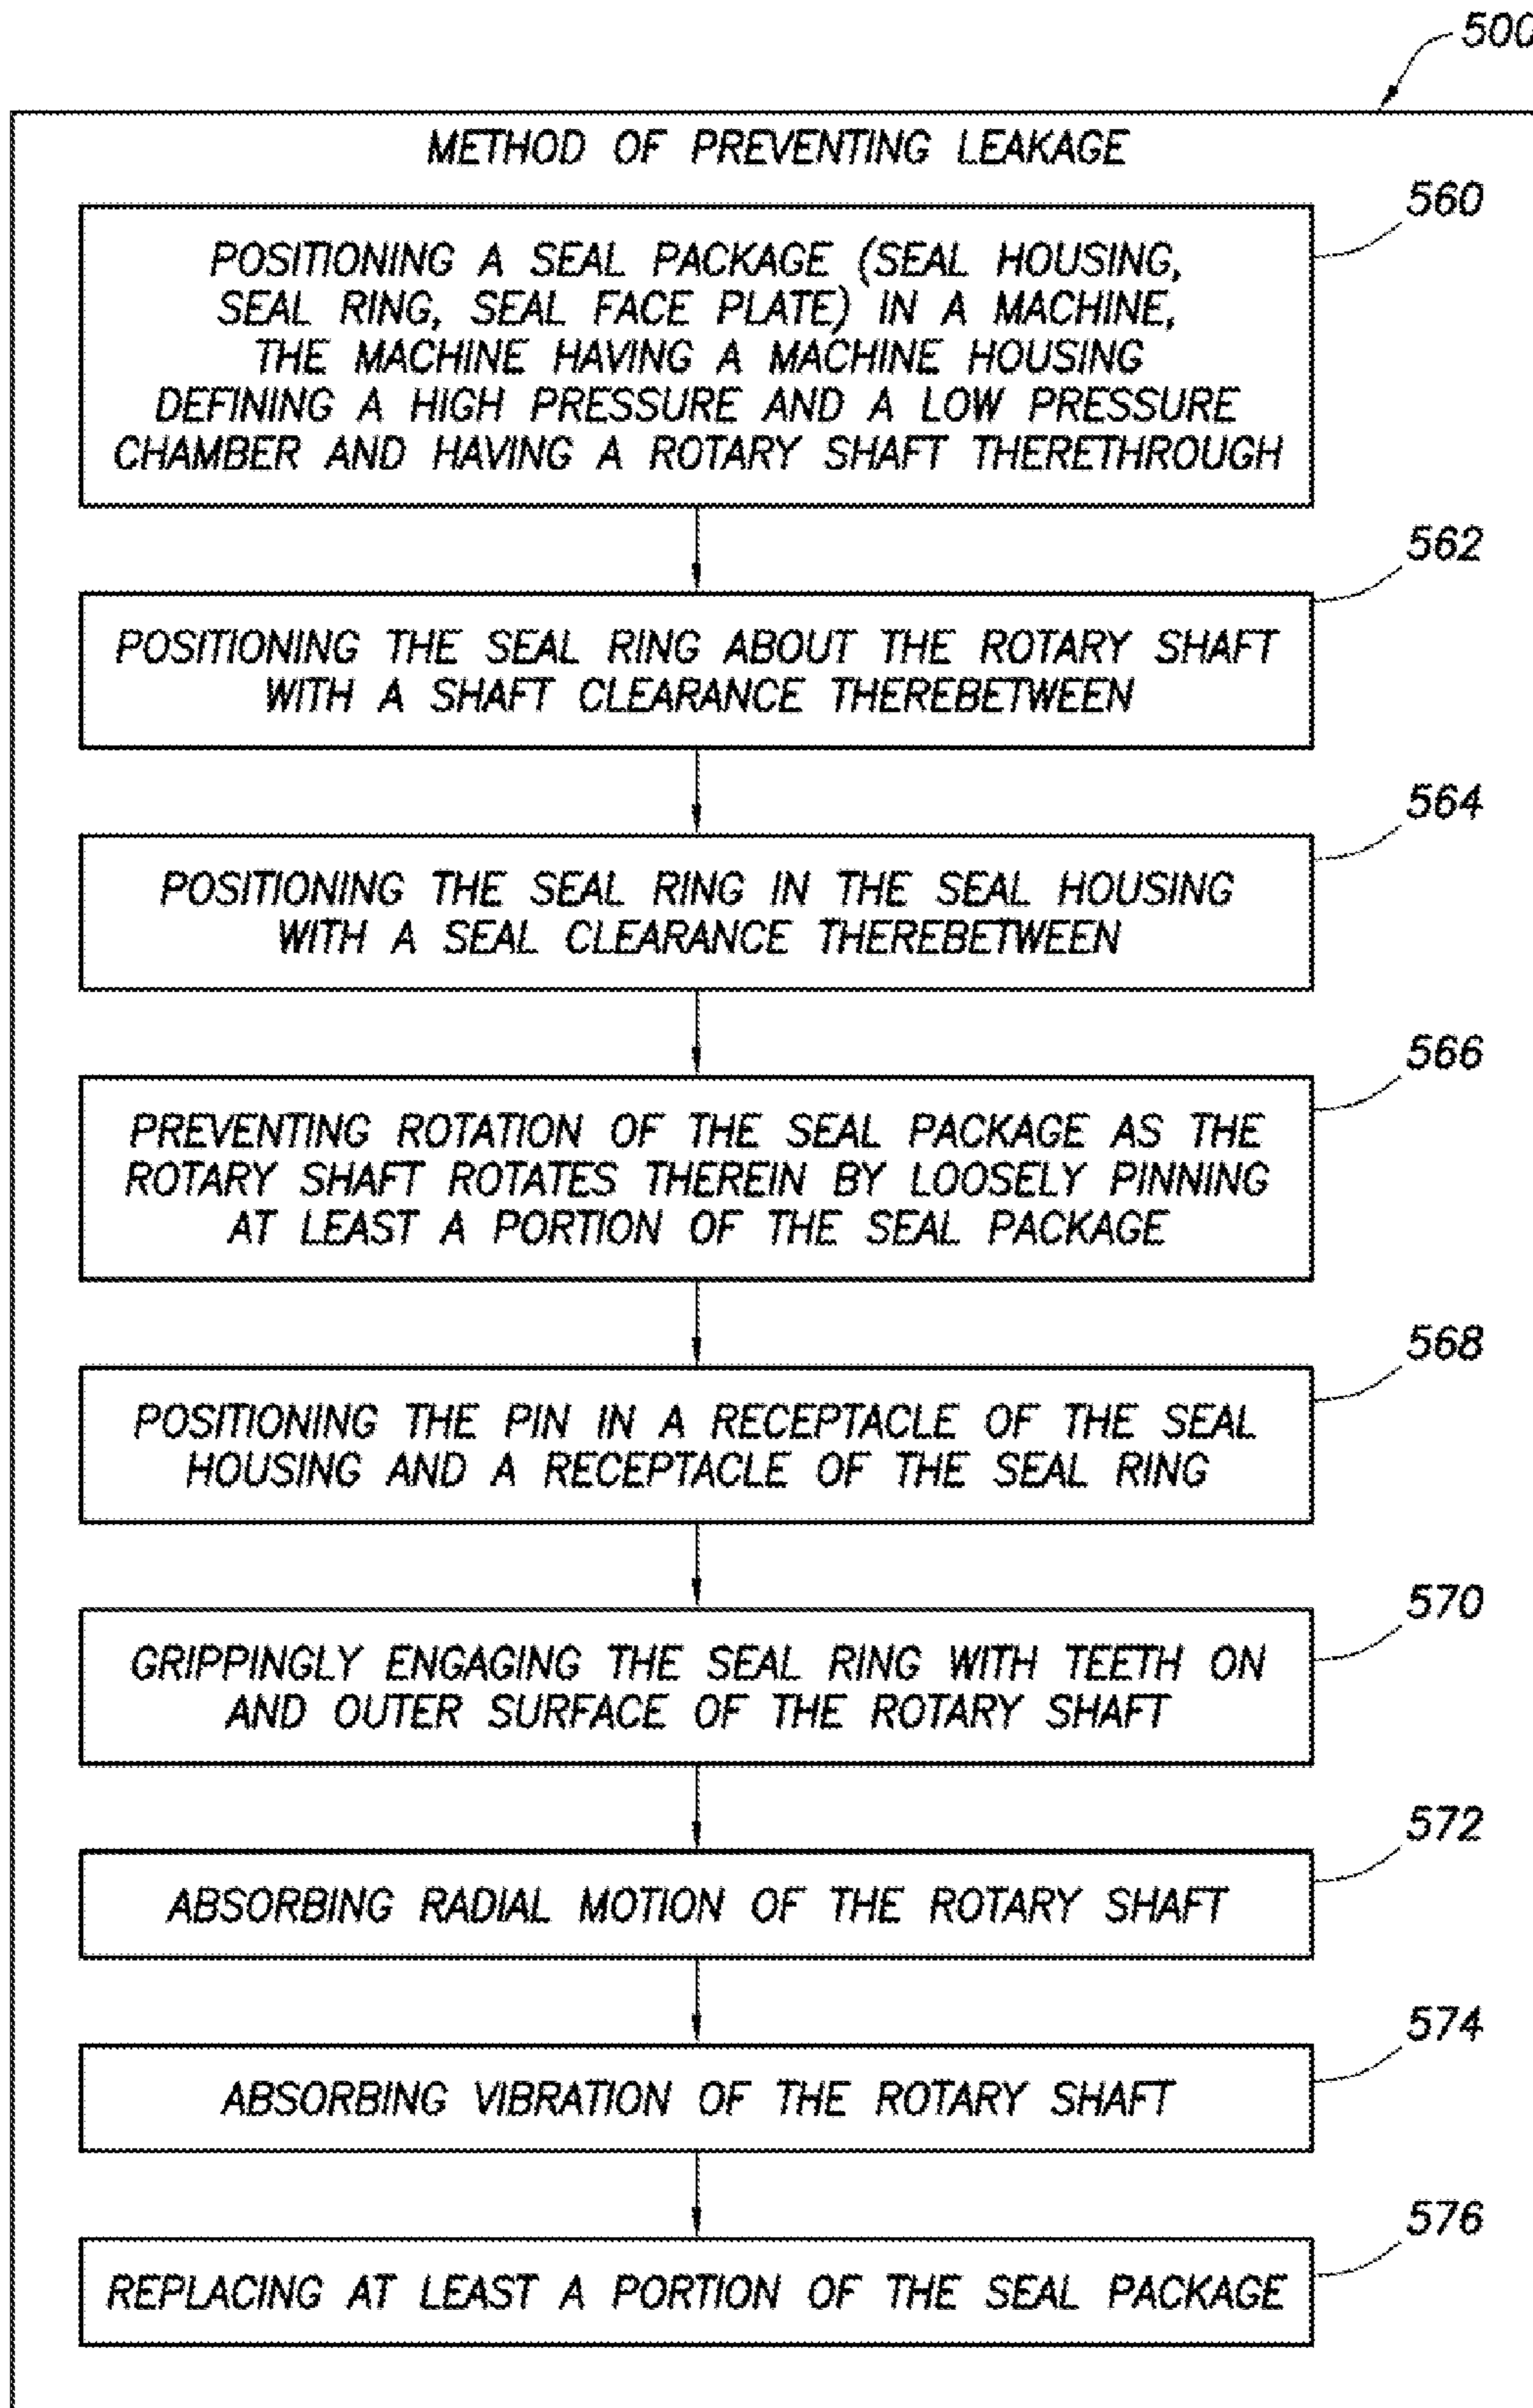 500
METHOD OF PREVENTING LEAKAGE
560
POSITIONING A SEAL PACKAGE (SEAL HOUSING,
SEAL RING, SEAL FACE PLATE) IN A MACHINE,
THE MACHINE HAVING A MACHINE HOUSING
DEFINING A HIGH PRESSURE AND A LOW PRESSURE
CHAMBER AND HAVING A ROTARY SHAFT THERETHROUGH
562
POSITIONING THE SEAL RING ABOUT THE ROTARY SHAFT
WITH A SHAFT CLEARANCE THEREBETWEEN
564
POSITIONING THE SEAL RING IN THE SEAL HOUSING
WITH A SEAL CLEARANCE THEREBETWEEN
566
PREVENTING ROTATION OF THE SEAL PACKAGE AS THE
ROTARY SHAFT ROTATES THEREIN BY LOOSELY PINNING
AT LEAST A PORTION OF THE SEAL PACKAGE
568
POSITIONING THE PIN IN A RECEPTACLE OF THE SEAL
HOUSING AND A RECEPTACLE OF THE SEAL RING
570
GRIPPINGLY ENGAGING THE SEAL RING WITH TEETH ON
AND OUTER SURFACE OF THE ROTARY SHAFT
572
ABSORBING RADIAL MOTION OF THE ROTARY SHAFT
574
ABSORBING VIBRATION OF THE ROTARY SHAFT
576
REPLACING AT LEAST A PORTION OF THE SEAL PACKAGE